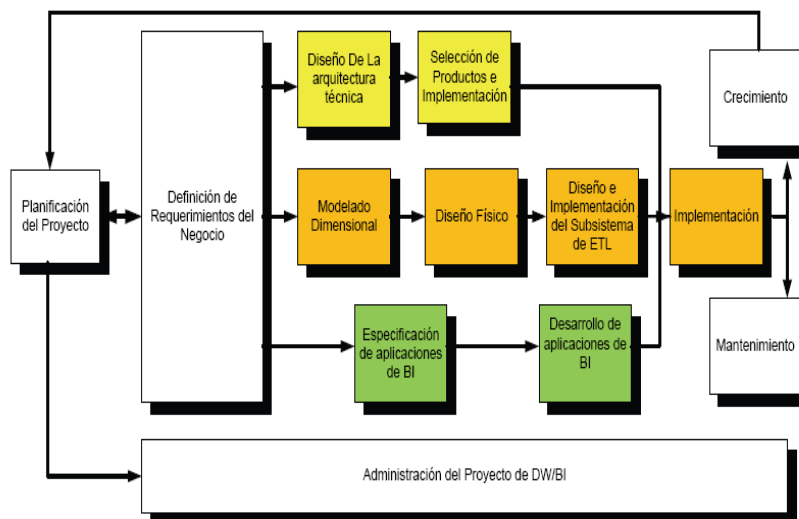 Diseño De La
arquitectura
técnica
Selección de
Productos e
Implementación
Crecimiento
Planificación
del Proyecto
Definición de
Requerimientos del
Negocio
Modelado
Dimensional
Diseño Físico
Diseño e
Implementación
del Subsistema
de ETL
Implementación
Especificación
de aplicaciones
de BI
Desarrollo de
aplicaciones de
BI
Mantenimiento
Administración del Proyecto de DW/BI